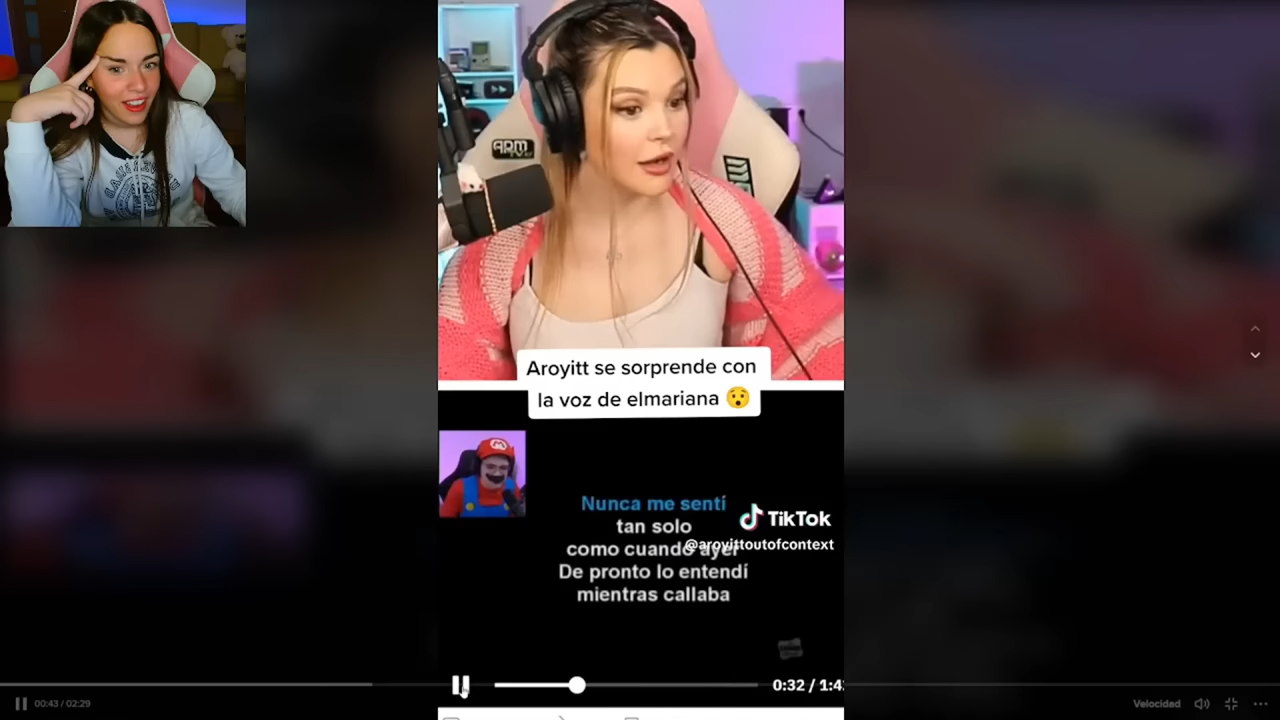 Aroyitt se sorprende con
la voz de elmariana 😯
Nunca me sentí
tan solo
como cuando ayer
De pronto lo entendí
mientras callaba
TikTok
@aroyittoutofcontext
0:32 / 1:4
00:43 / 02:29
Velocidad